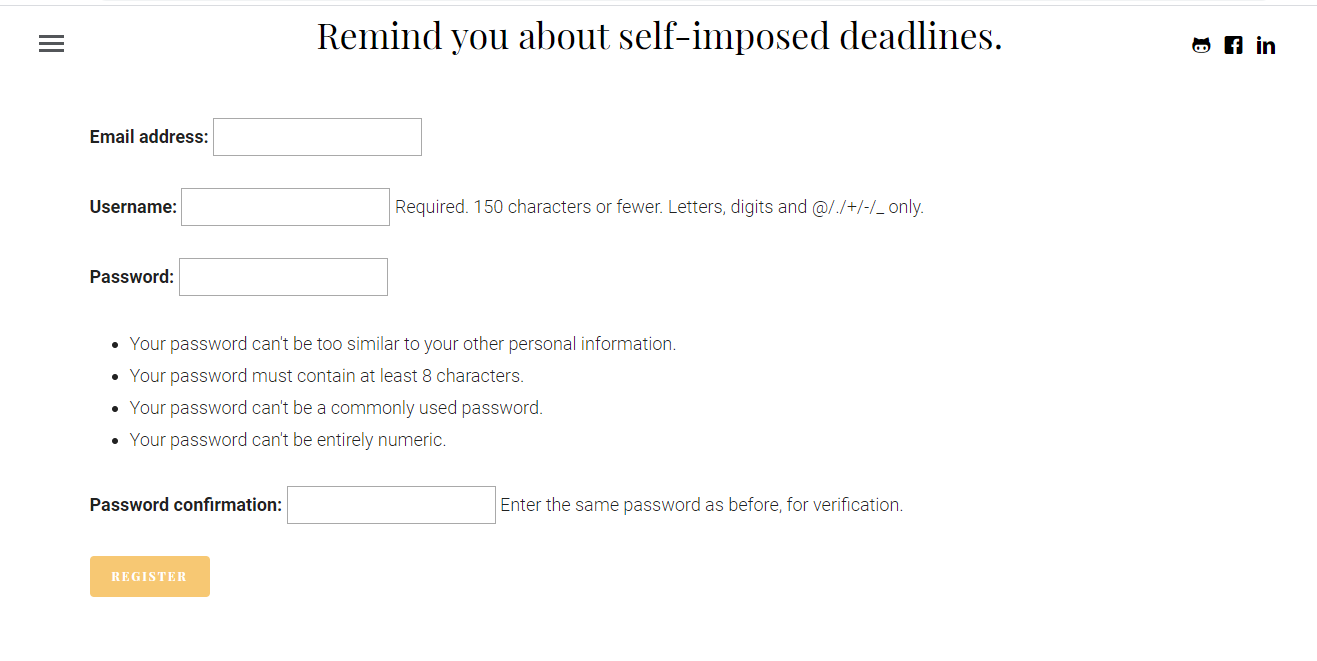 Remind you about self-imposed deadlines.
Email address:
Username: Required. 150 characters or fewer. Letters, digits and @/./+/-/_ only.
Password:
Your password can't be too similar to your other personal information.
Your password must contain at least 8 characters.
Your password can't be a commonly used password.
Your password can't be entirely numeric.
Password confirmation: Enter the same password as before, for verification.
REGISTER